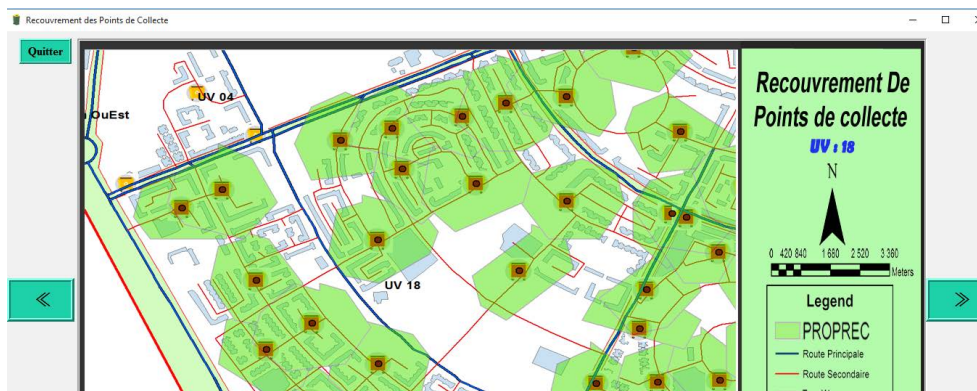 Recouvrement des Points de Collecte
Quitter
UV 04
OuEst
UV 18
Recouvrement De
Points de collecte
UV : 18
N
0 420 840 1 680 2 520 3 360
Meters
Legend
PROPREC
Route Principale
Route Secondaire